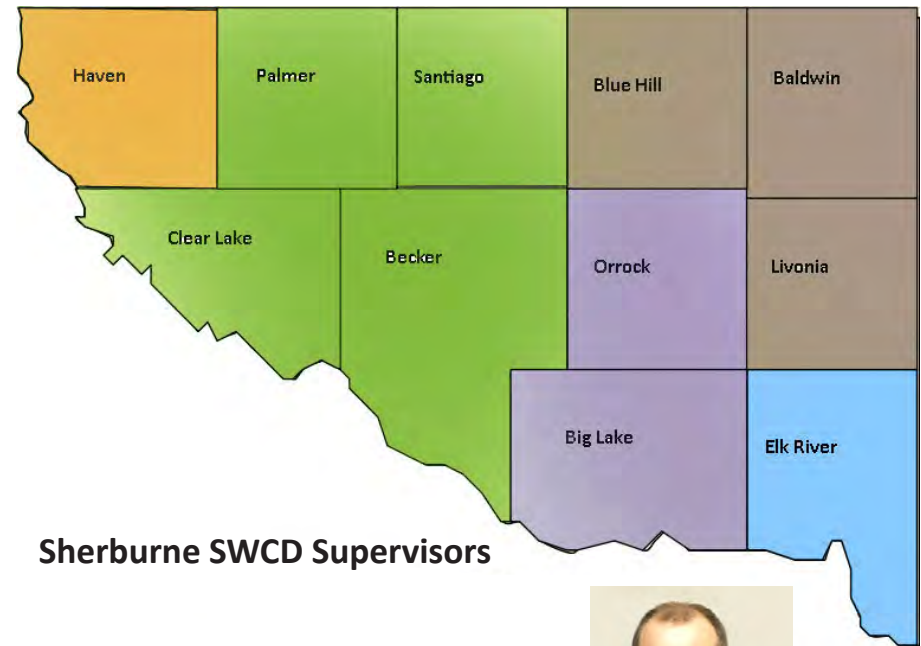 Haven
Palmer
Santiago
Blue Hill
Baldwin
Clear Lake
Becker
Orrock
Livonia
Big Lake
Elk River
Sherburne SWCD Supervisors